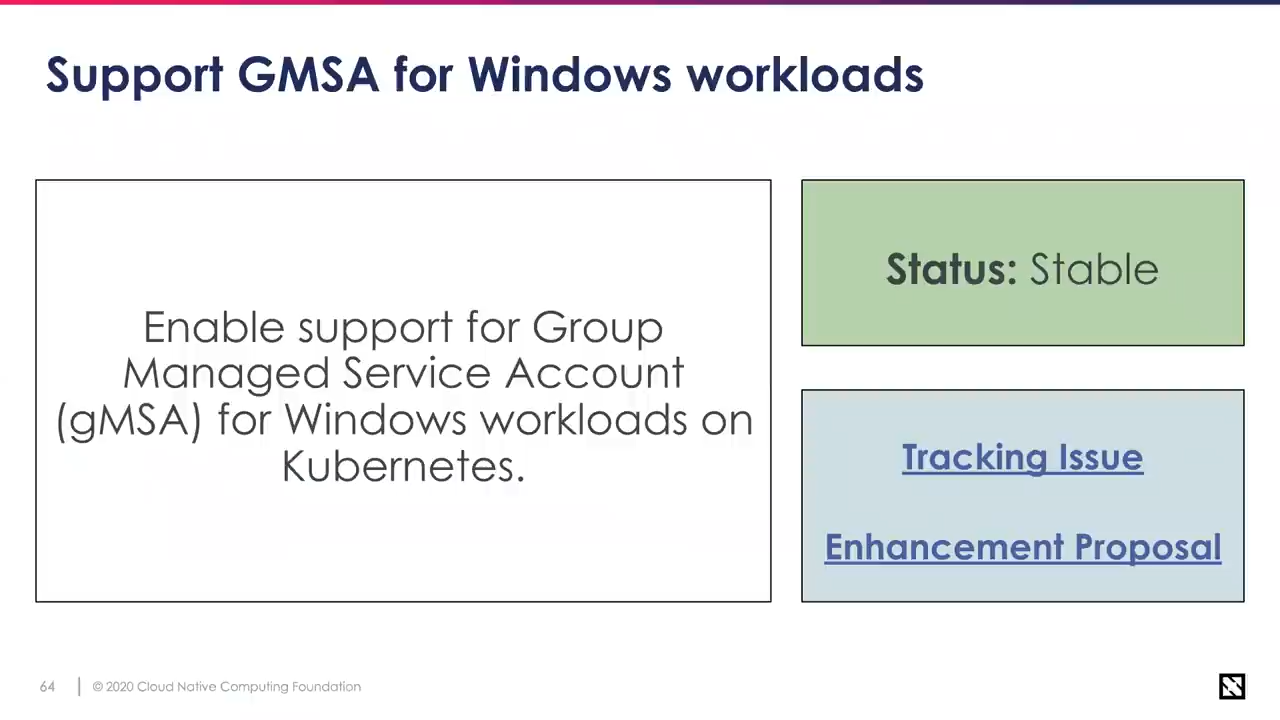 Support GMSA for Windows workloads
Enable support for Group
Managed Service Account
(gMSA) for Windows workloads on
Kubernetes.
Status: Stable
Tracking Issue
Enhancement Proposal
64
© 2020 Cloud Native Computing Foundation